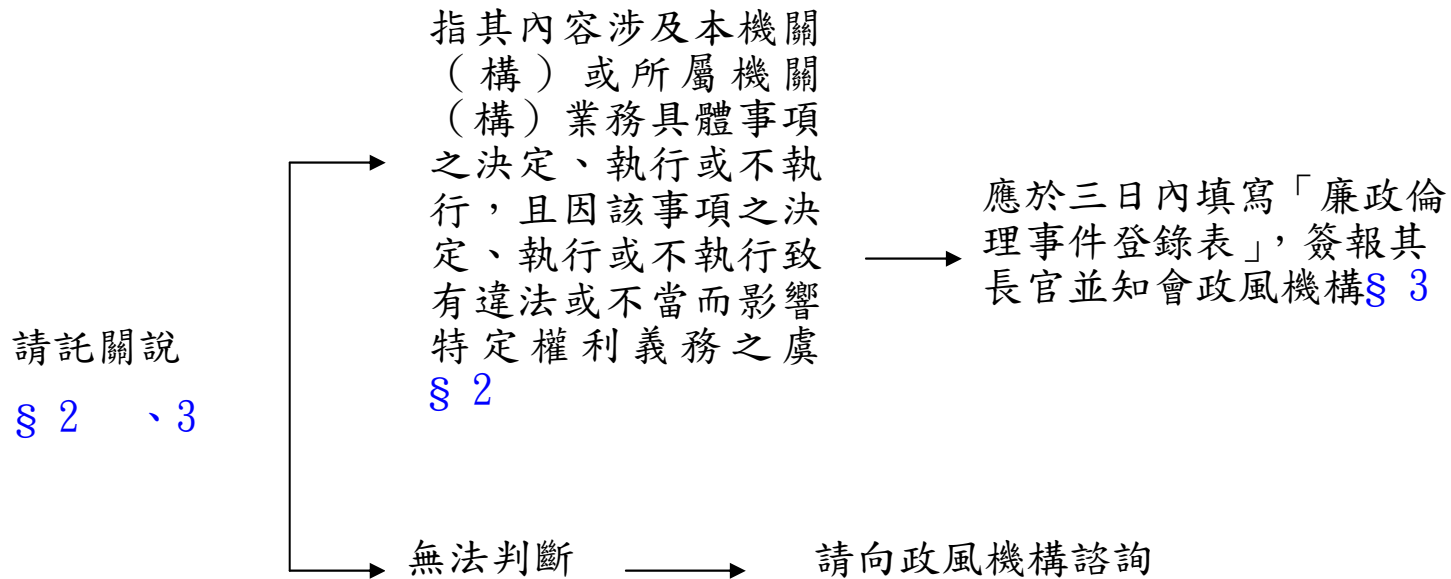 指其內容涉及本機關
（構）或所屬機關
（構）業務具體事項
之決定、執行或不執
行，且因該事項之決
定、執行或不執行致
有違法或不當而影響
特定權利義務之虞
§ 2
應於三日內填寫「廉政倫
理事件登錄表」，簽報其
長官並知會政風機構§ 3
請託關說
§ 2 、3
無法判斷
請向政風機構諮詢